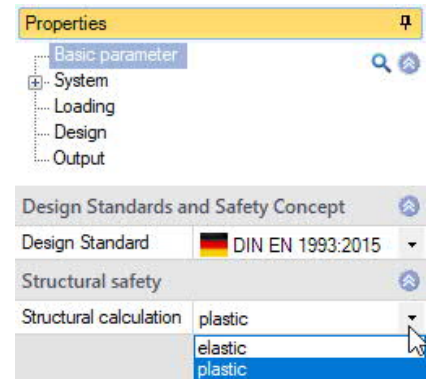 Properties
Basic parameter
System
Loading
Design
Output
Design Standards and Safety Concept
Design Standard DIN EN 1993:2015
Structural safety
Structural calculation plastic
elastic
plastic